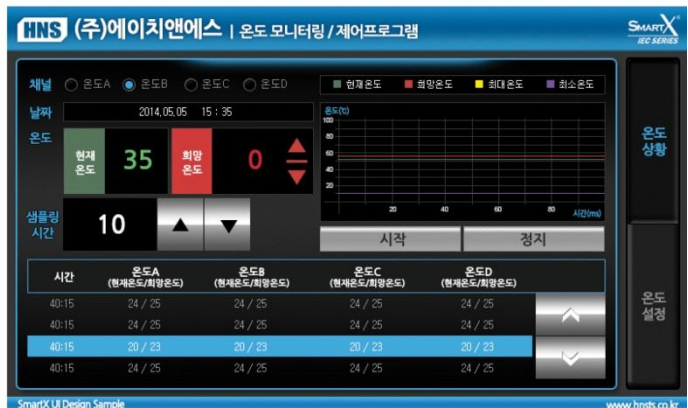 HNS (주)에이치앤에스 | 온도 모니터링 / 제어프로그램
SMARTX
IEC SERIES
채널 온도A 온도B 온도C 온도D
현재온도 희망온도 최대온도 최소온도
날짜 2014,05,05 15 : 35
온도
현재
온도
35
희망
온도
0
온도(℃)
100
80
60
40
20
20 40 60 80 시간(ms)
샘플링
시간
10
시작 정지
온도
상황
온도
설정
시간 온도A 온도B 온도C 온도D
(현재온도/희망온도) (현재온도/희망온도) (현재온도/희망온도) (현재온도/희망온도)
40:15 24 / 25 24 / 25 24 / 25 24 / 25
40:15 24 / 25 24 / 25 24 / 25 24 / 25
40:15 20 / 23 20 / 23 20 / 23 20 / 23
40:15 24 / 25 24 / 25 24 / 25 24 / 25
SmartX UI Design Sample
www.hnsts.co.kr